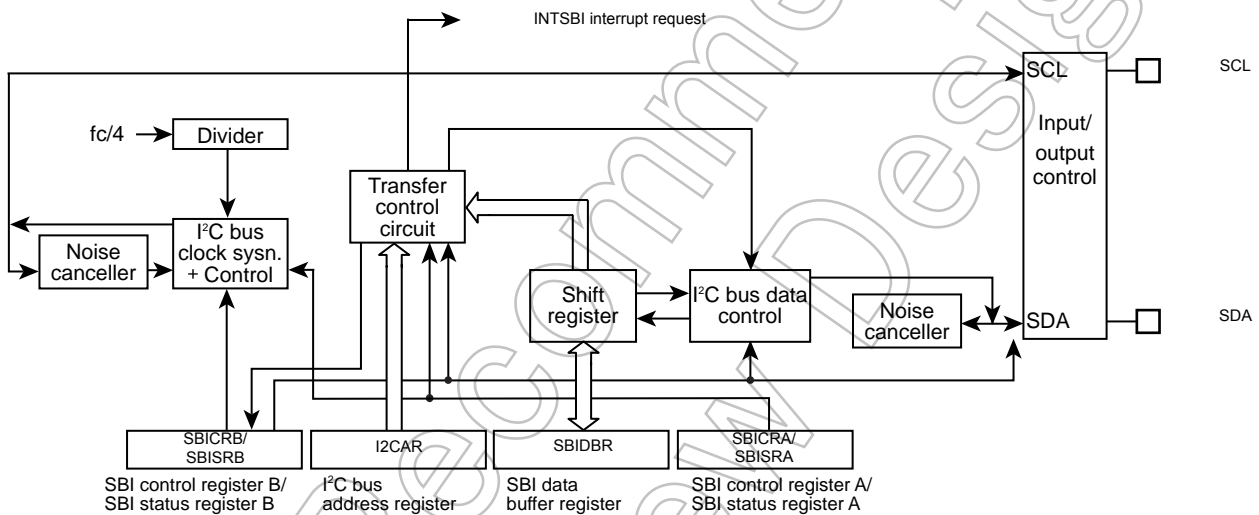 INTSBI interrupt request
SCL
SCL
fc/4
Divider
Input/
output
control
Transfer
control
circuit
I²C bus
clock sysn.
+ Control
Noise
canceller
Shift
register
I²C bus data
control
Noise
canceller
SDA
SDA
SBICRB/
SBISRB
I2CAR
SBIDBR
SBICRA/
SBISRA
SBI control register B/
SBI status register B
I²C bus
address register
SBI data
buffer register
SBI control register A/
SBI status register A
ecomme
ew Desig